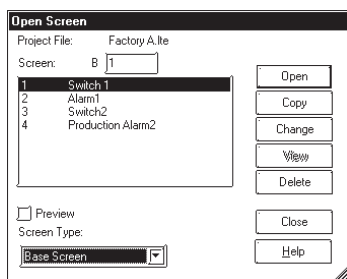 Open Screen
Project File: Factory A.lte
Screen: B 1
1 Switch 1
2 Alarm1
3 Switch2
4 Production Alarm2
Open
Copy
Change
View
Delete
Preview
Close
Screen Type:
Base Screen
Help